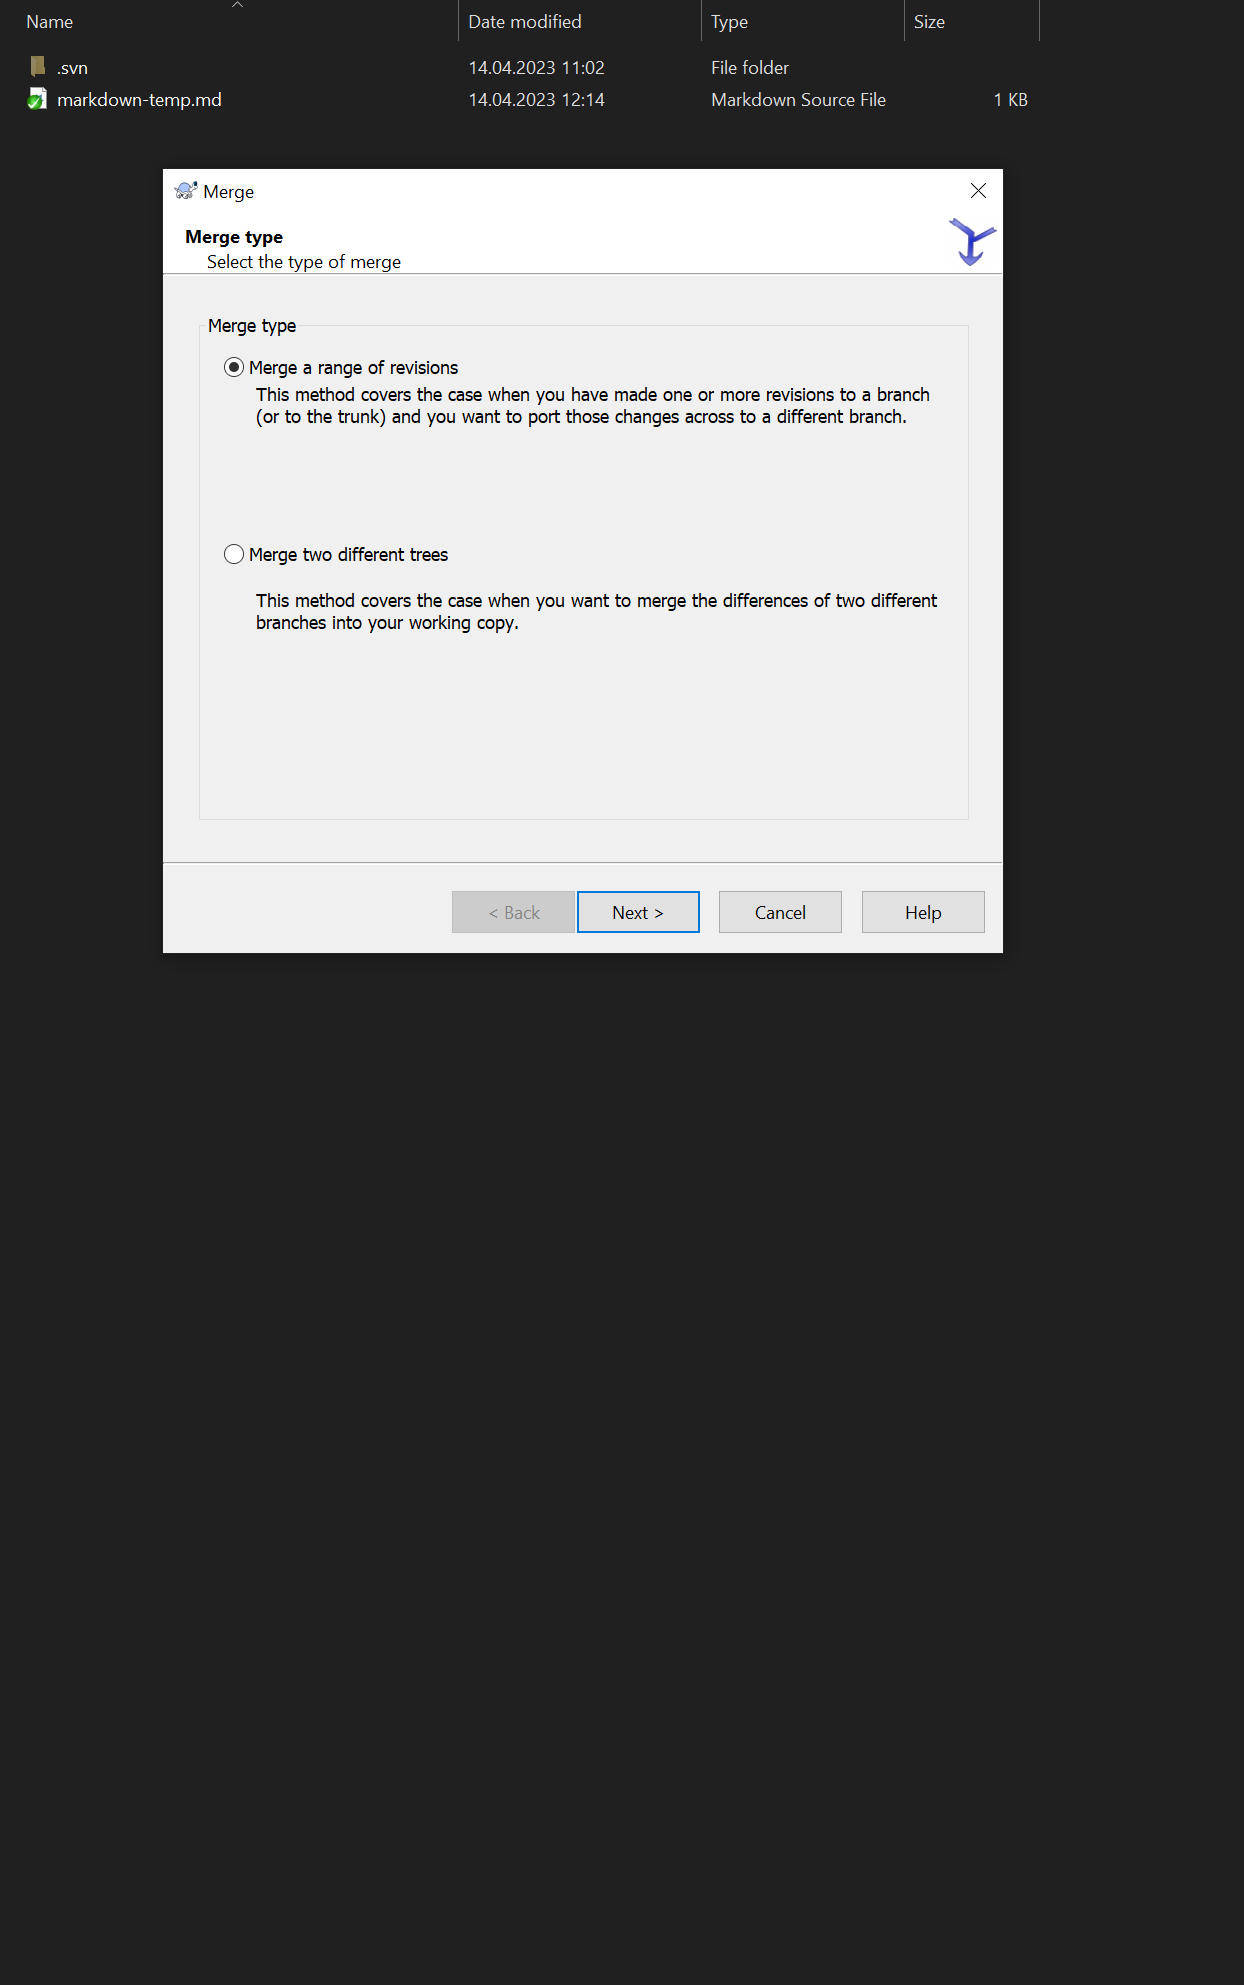 Name Date modified Type Size
.svn 14.04.2023 11:02 File folder
markdown-temp.md 14.04.2023 12:14 Markdown Source File 1 KB
Merge
Merge type
Select the type of merge
Merge type
Merge a range of revisions
This method covers the case when you have made one or more revisions to a branch
(or to the trunk) and you want to port those changes across to a different branch.
Merge two different trees
This method covers the case when you want to merge the differences of two different
branches into your working copy.
< Back Next > Cancel Help